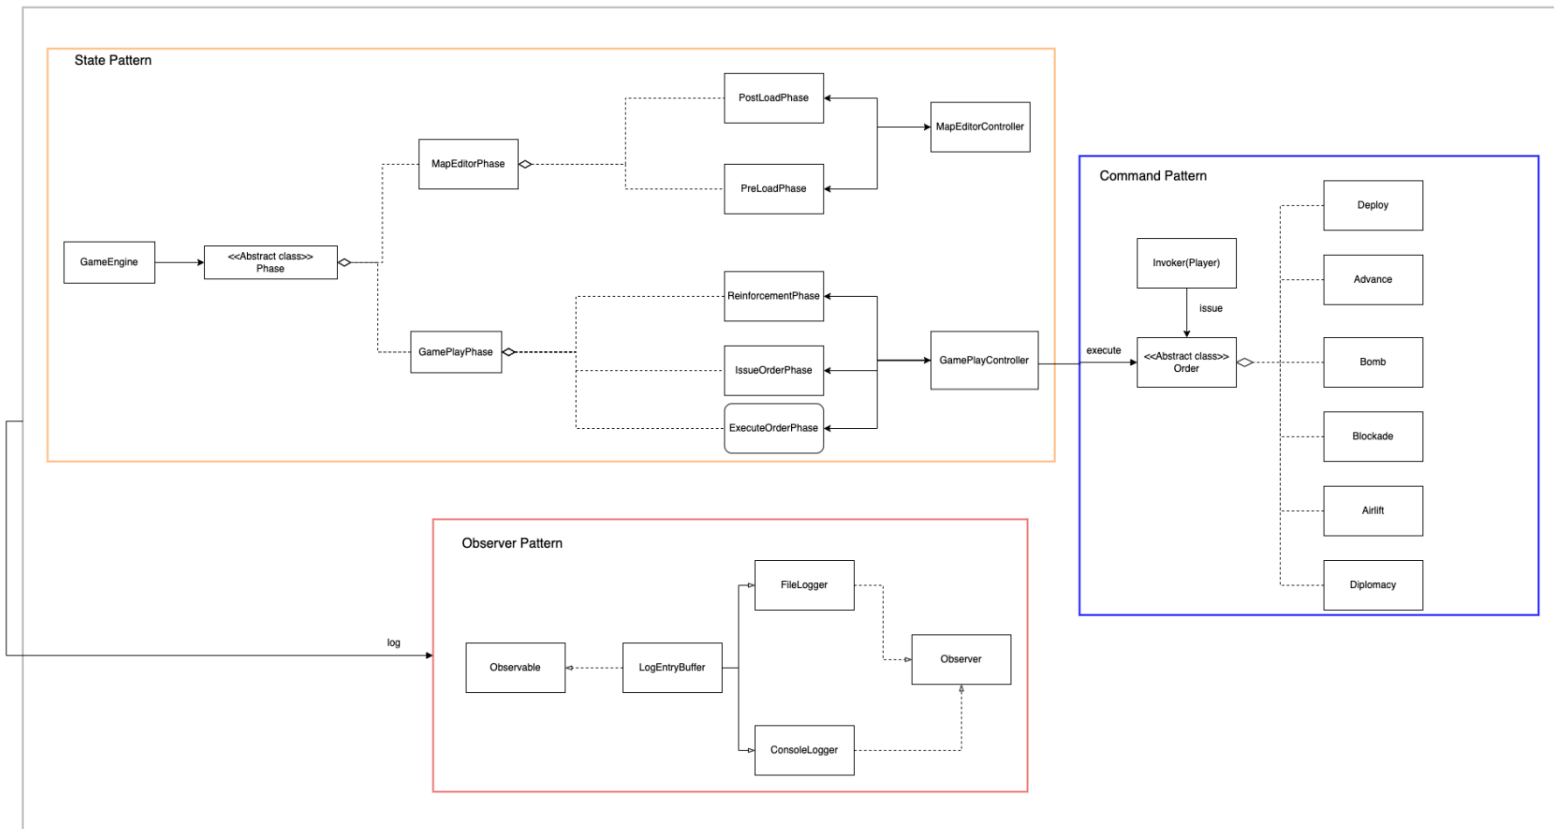 State Pattern
PostLoadPhase
MapEditorController
MapEditorPhase
PreLoadPhase
GameEngine
<<Abstract class>>
Phase
ReinforcementPhase
GamePlayPhase
IssueOrderPhase
GamePlayController
ExecuteOrderPhase
execute
Command Pattern
Deploy
Invoker(Player)
Advance
issue
<<Abstract class>>
Order
Bomb
Blockade
Airlift
Diplomacy
log
Observer Pattern
FileLogger
Observable
LogEntryBuffer
Observer
ConsoleLogger